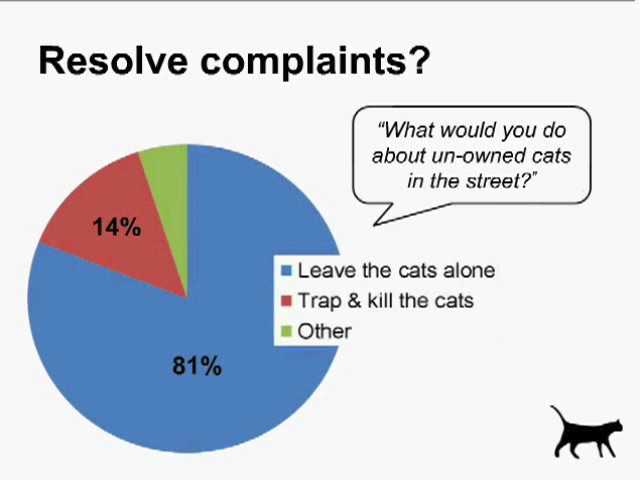 Resolve complaints?
“What would you do
about un-owned cats
in the street?”
14%
Leave the cats alone
Trap & kill the cats
Other
81%